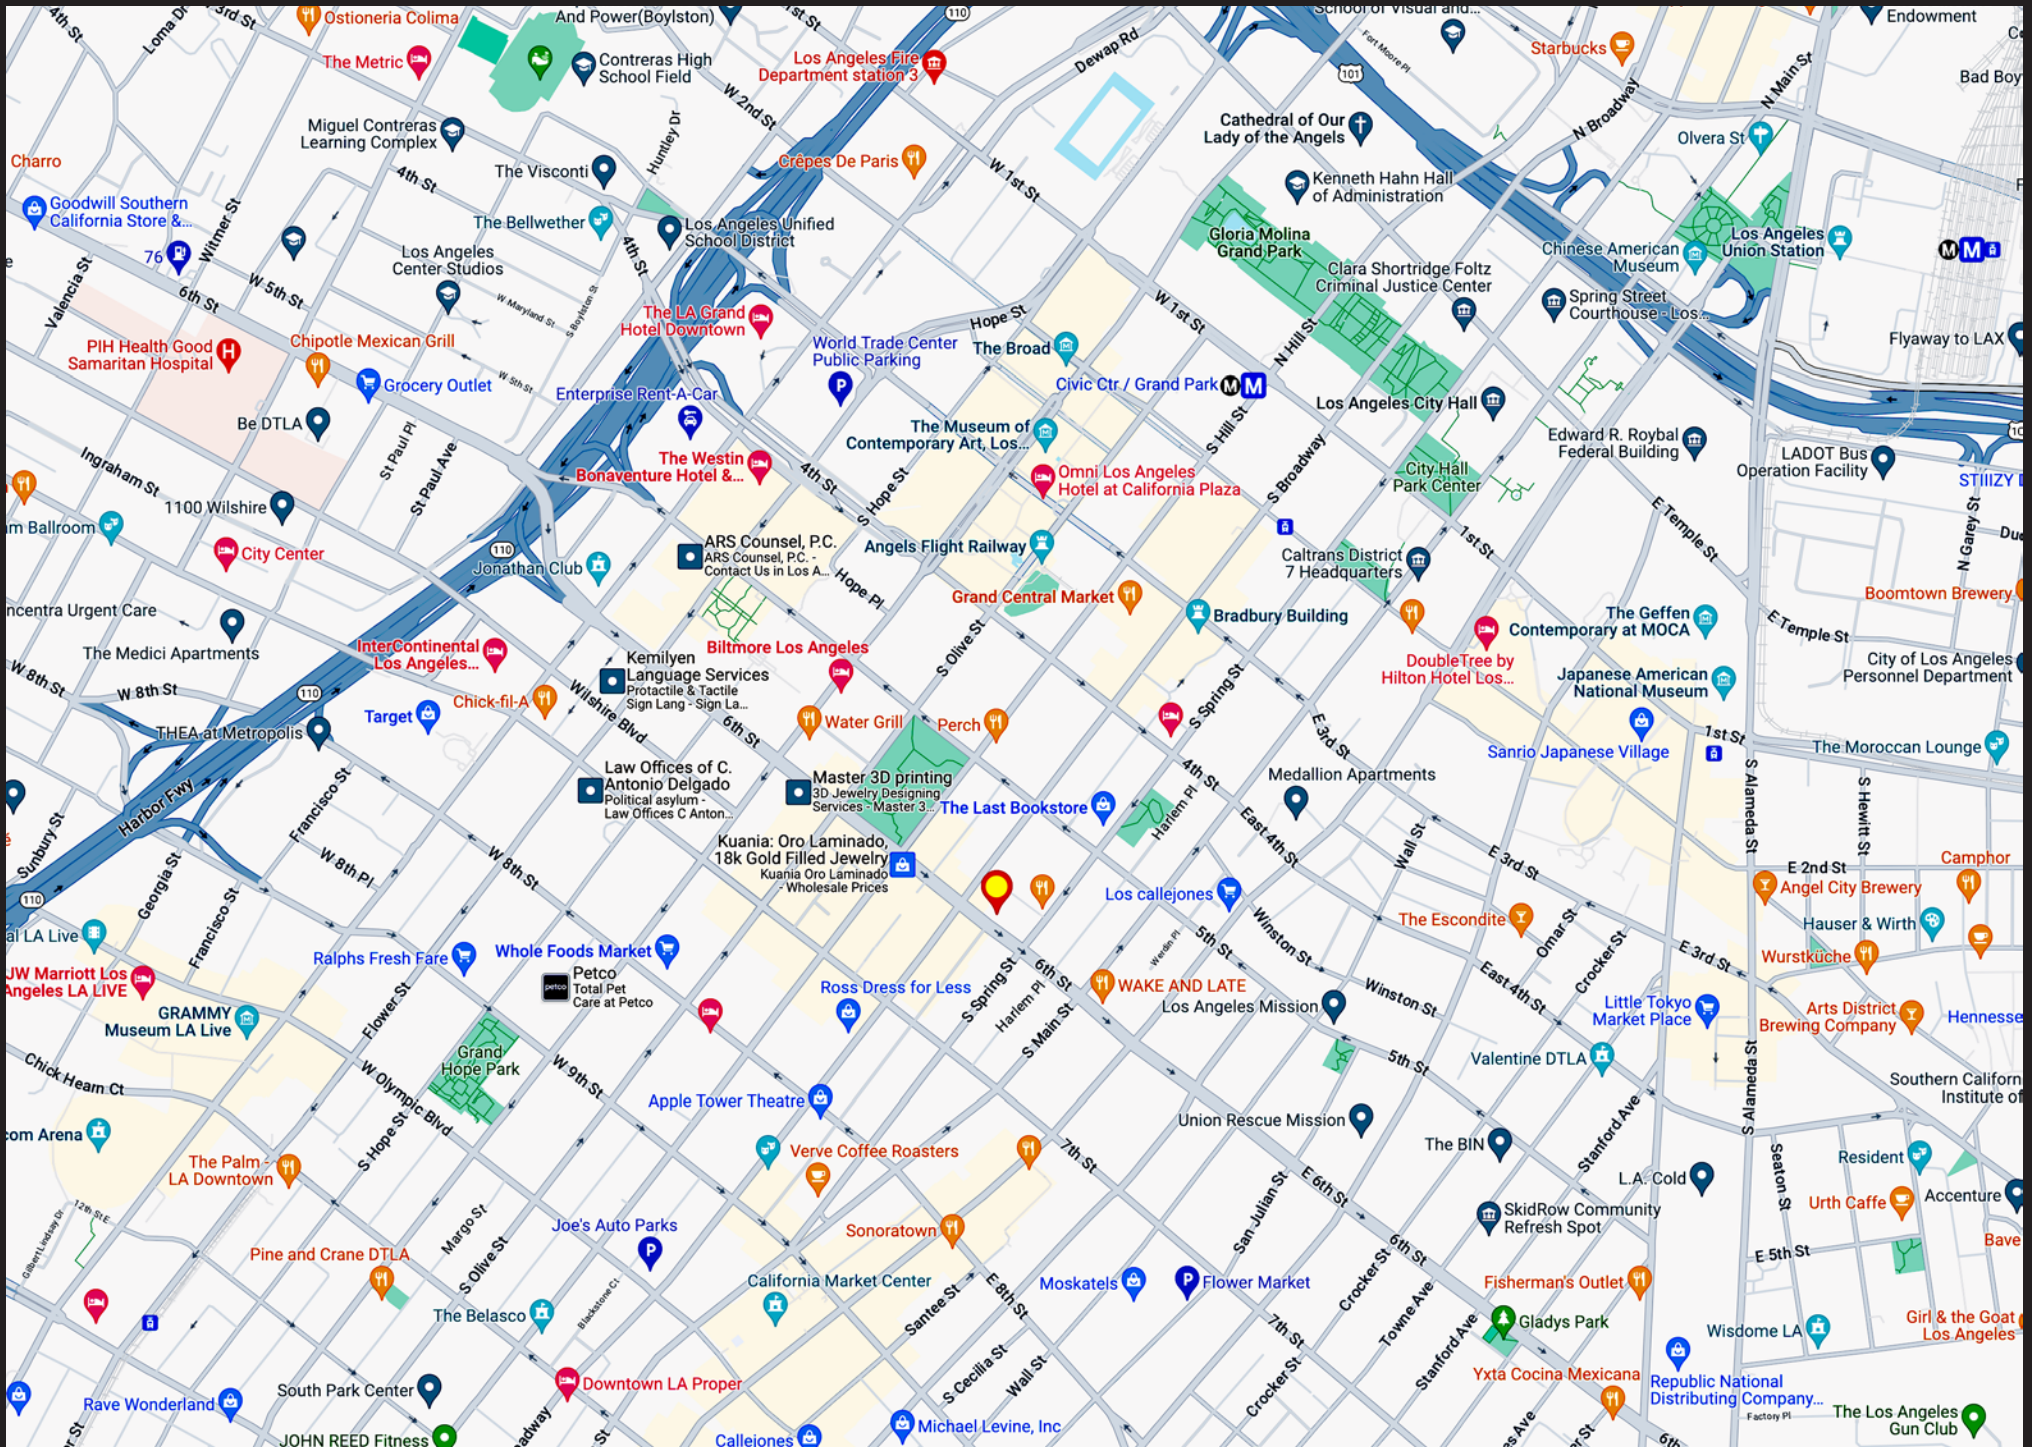 4th St
Loma Dr
3rd St
Ostioneria Colima
And Power(Boylston)
1st St
110
School of Visual and...
Endowment
The Metric
Contreras High
School Field
Los Angeles Fire
Department station 3
Dewap Rd
Fort Moore Pl
101
Starbucks
N Main St
Bad Boy
W 2nd St
Huntley Dr
Miguel Contreras
Learning Complex
Cathedral of Our
Lady of the Angels
N Broadway
Olvera St
Charro
The Visconti
Crêpes De Paris
W 1st St
4th St
Kenneth Hahn Hall
of Administration
Goodwill Southern
California Store &...
Witmer St
The Bellwether
Los Angeles Unified
School District
Gloria Molina
Grand Park
Chinese American
Museum
Los Angeles
Union Station
M
M
76
Los Angeles
Center Studios
4th St
Clara Shortridge Foltz
Criminal Justice Center
Valencia St
W 5th St
6th St
W Maryland St
S Boylston St
Spring Street
Courthouse - Los...
The LA Grand
Hotel Downtown
Hope St
W 1st St
N Hill St
PIH Health Good
Samaritan Hospital
H
Chipotle Mexican Grill
World Trade Center
Public Parking
P
The Broad
Flyaway to LAX
Grocery Outlet
W 5th St
Enterprise Rent-A-Car
Civic Ctr / Grand Park
M
M
Los Angeles City Hall
Be DTLA
St Paul Pl
St Paul Ave
The Museum of
Contemporary Art, Los...
S Hill St
S Broadway
Edward R. Roybal
Federal Building
LADOT Bus
Operation Facility
10
Ingraham St
The Westin
Bonaventure Hotel &...
4th St
S Hope St
Omni Los Angeles
Hotel at California Plaza
City Hall
Park Center
STIIIZY
1100 Wilshire
E Temple St
N Garey St
Duc
am Ballroom
City Center
110
Jonathan Club
ARS Counsel, P.C.
ARS Counsel, P.C. -
Contact Us in Los A...
Angels Flight Railway
Caltrans District
7 Headquarters
1st St
Hope Pl
Grand Central Market
Bradbury Building
The Geffen
Contemporary at MOCA
Boomtown Brewery
ncentra Urgent Care
E Temple St
The Medici Apartments
InterContinental
Los Angeles...
Biltmore Los Angeles
S Olive St
DoubleTree by
Hilton Hotel Los...
Japanese American
National Museum
City of Los Angeles
Personnel Department
W 8th St
W 8th St
110
Kemilyen
Language Services
Protactile & Tactile
Sign Lang - Sign La...
Chick-fil-A
Wilshire Blvd
6th St
Target
THEA at Metropolis
Water Grill
Perch
S Spring St
E 3rd St
Sanrio Japanese Village
1st St
The Moroccan Lounge
Harbor Fwy
Francisco St
Law Offices of C.
Antonio Delgado
Political asylum -
Law Offices C Anton...
Master 3D printing
3D Jewelry Designing
Services - Master 3...
The Last Bookstore
4th St
Medallion Apartments
S Alameda St
S Hewitt St
Harlem Pl
Sunbury St
W 8th Pl
W 8th St
Kuania: Oro Laminado,
18k Gold Filled Jewelry
Kuania Oro Laminado
- Wholesale Prices
East 4th St
Wall St
E 3rd St
E 2nd St
Camphor
110
Georgia St
Francisco St
Los callejones
Angel City Brewery
al LA Live
The Escondite
Omar St
Hauser & Wirth
Winston St
5th St
Crocker St
Ralphs Fresh Fare
Whole Foods Market
Werdin Pl
E 3rd St
Wurstküche
JW Marriott Los
Angeles LA LIVE
petco
Petco
Total Pet
Care at Petco
Ross Dress for Less
S Spring St
6th St
WAKE AND LATE
Los Angeles Mission
Winston St
East 4th St
Little Tokyo
Market Place
Arts District
Brewing Company
Hennesse
GRAMMY
Museum LA Live
Flower St
Harlem Pl
S Main St
Grand
Hope Park
W 9th St
5th St
Valentine DTLA
Chick Hearn Ct
W Olympic Blvd
Apple Tower Theatre
S Alameda St
Southern Californ
Institute of
com Arena
S Hope St
Union Rescue Mission
The BIN
Stanford Ave
Verve Coffee Roasters
7th St
The Palm -
LA Downtown
E 6th St
L.A. Cold
Seaton St
Resident
Urth Caffe
Accenture
12th St E
Gilbert Lindsay Dr
Margo St
Joe's Auto Parks
P
Sonoratown
San Julian St
SkidRow Community
Refresh Spot
6th St
Bave
Pine and Crane DTLA
S Olive St
California Market Center
E 8th St
Moskatels
P
Flower Market
Crocker St
Fisherman's Outlet
E 5th St
Blackstone Ct
The Belasco
Santee St
7th St
Towne Ave
Stanford Ave
Gladys Park
Wisdome LA
Girl & the Goat
Los Angeles
South Park Center
Downtown LA Proper
S Cecilia St
Wall St
Crocker St
Yxta Cocina Mexicana
Republic National
Distributing Company...
Factory Pl
Rave Wonderland
The Los Angeles
Gun Club
JOHN REED Fitness
oadway
St
Callejones
Michael Levine, Inc
6th